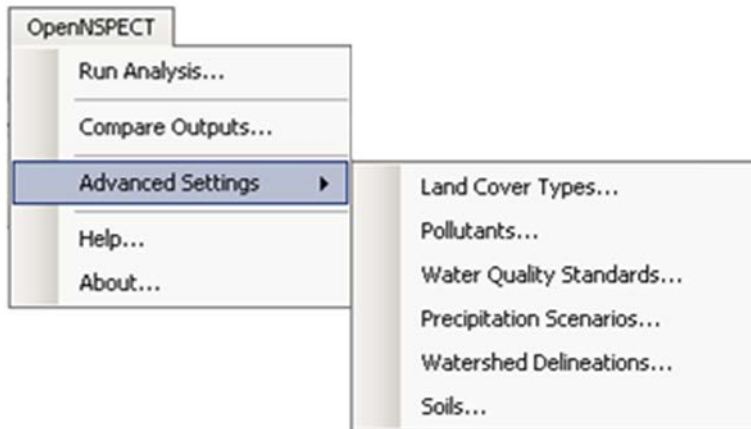 OpenNSPECT
Run Analysis...
Compare Outputs...
Advanced Settings
Help...
About...
Land Cover Types...
Pollutants...
Water Quality Standards...
Precipitation Scenarios...
Watershed Delineations...
Soils...